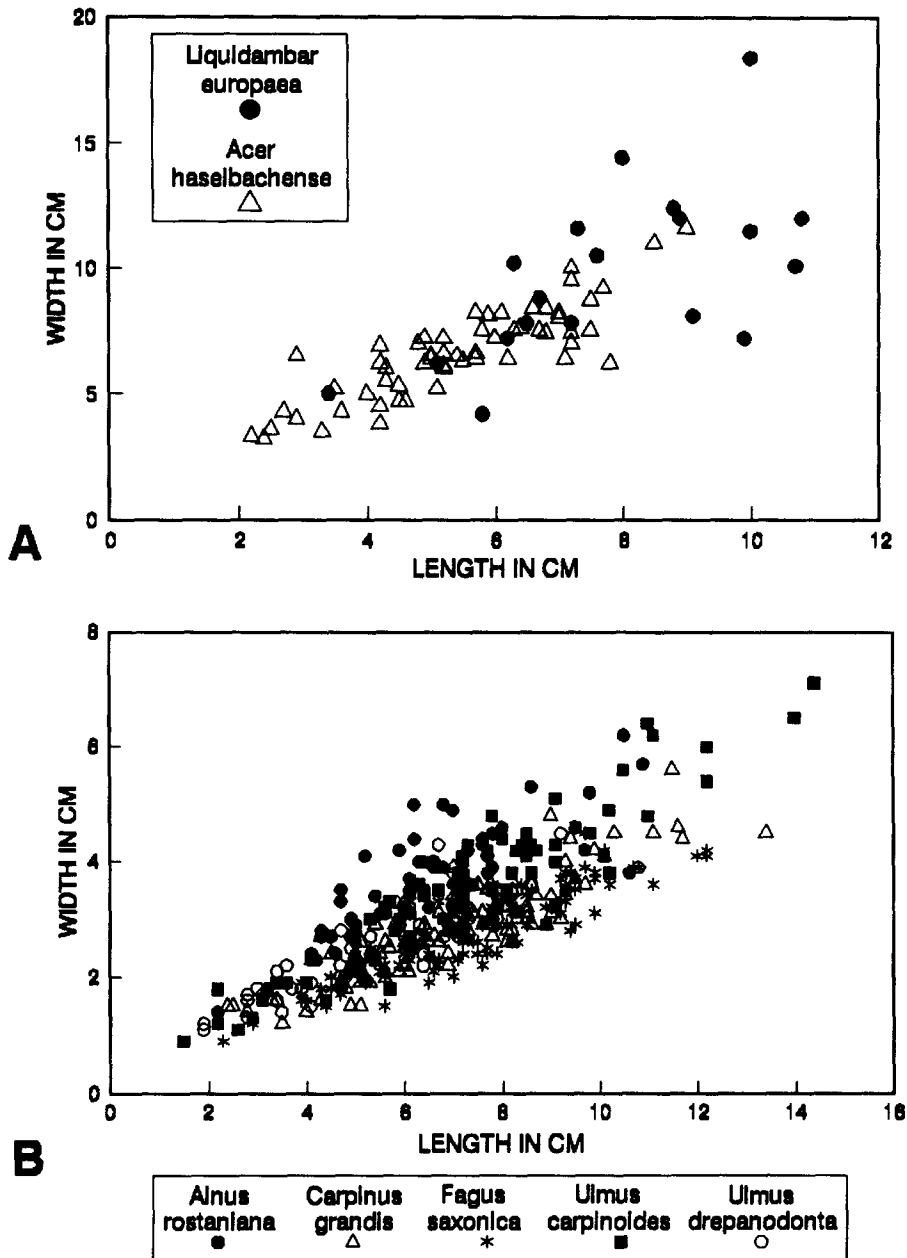 20
15
10
5
0
WIDTH IN CM
Liquidambar
europaea
Acer
haselbachense
2
4
6
8
10
12
LENGTH IN CM
A
8
6
4
2
0
WIDTH IN CM
0
2
4
6
8
10
12
14
16
LENGTH IN CM
B
Alnus
rostaniana
Carpinus
grandis
Fagus
saxonica
Ulmus
carpinoides
Ulmus
drepanodonta